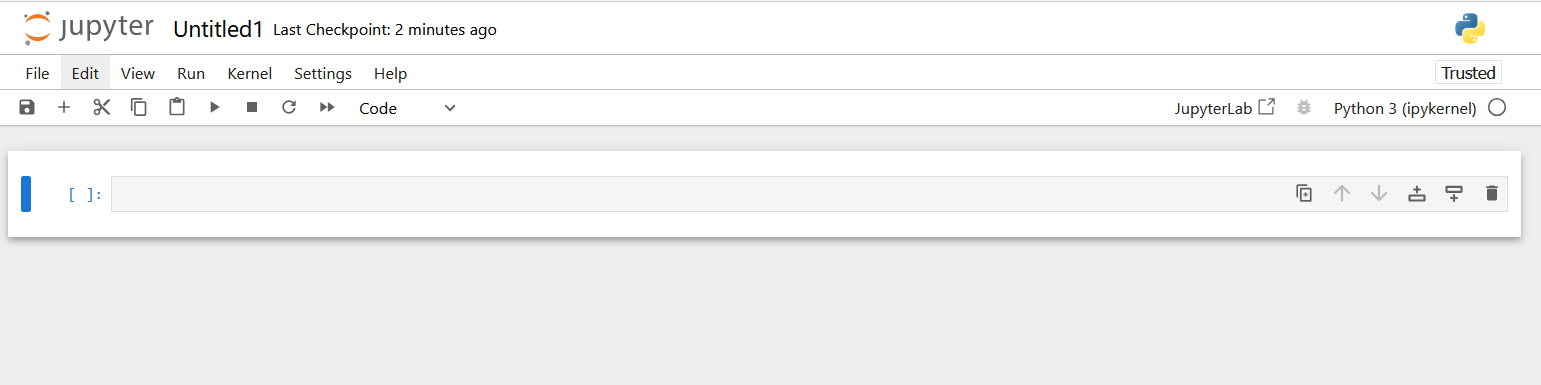 jupyter Untitled1 Last Checkpoint: 2 minutes ago
File Edit View Run Kernel Settings Help Trusted
Code JupyterLab Python 3 (ipykernel)
[ ]: